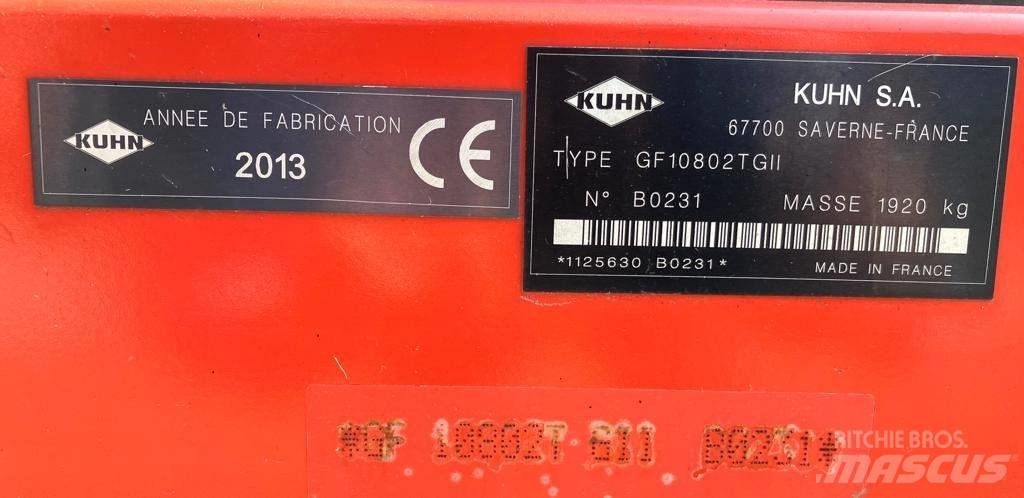 KUHN
ANNEE DE FABRICATION
2013
CE
KUHN
KUHN S.A.
67700 SAVERNE-FRANCE
TYPE GF10802TGII
N° B0231 MASSE 1920 kg
*1125630 B0231*
MADE IN FRANCE
*GF 10802T GII B0231*
RITCHIE BROS.
MASCUS